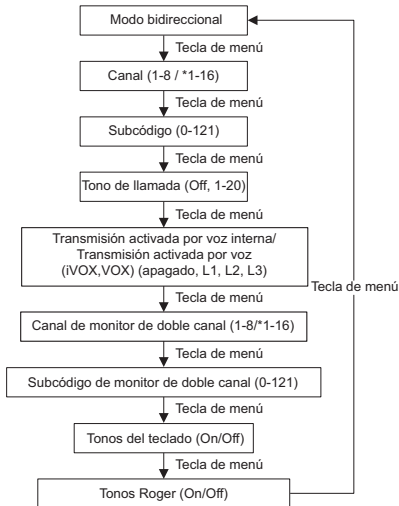 Modo bidireccional
Tecla de menú
Canal (1-8 / *1-16)
Tecla de menú
Subcódigo (0-121)
Tecla de menú
Tono de llamada (Off, 1-20)
Tecla de menú
Transmisión activada por voz interna/
Transmisión activada por voz
(iVOX,VOX) (apagado, L1, L2, L3)
Tecla de menú
Tecla de menú
Canal de monitor de doble canal (1-8/*1-16)
Tecla de menú
Subcódigo de monitor de doble canal (0-121)
Tecla de menú
Tonos del teclado (On/Off)
Tecla de menú
Tonos Roger (On/Off)